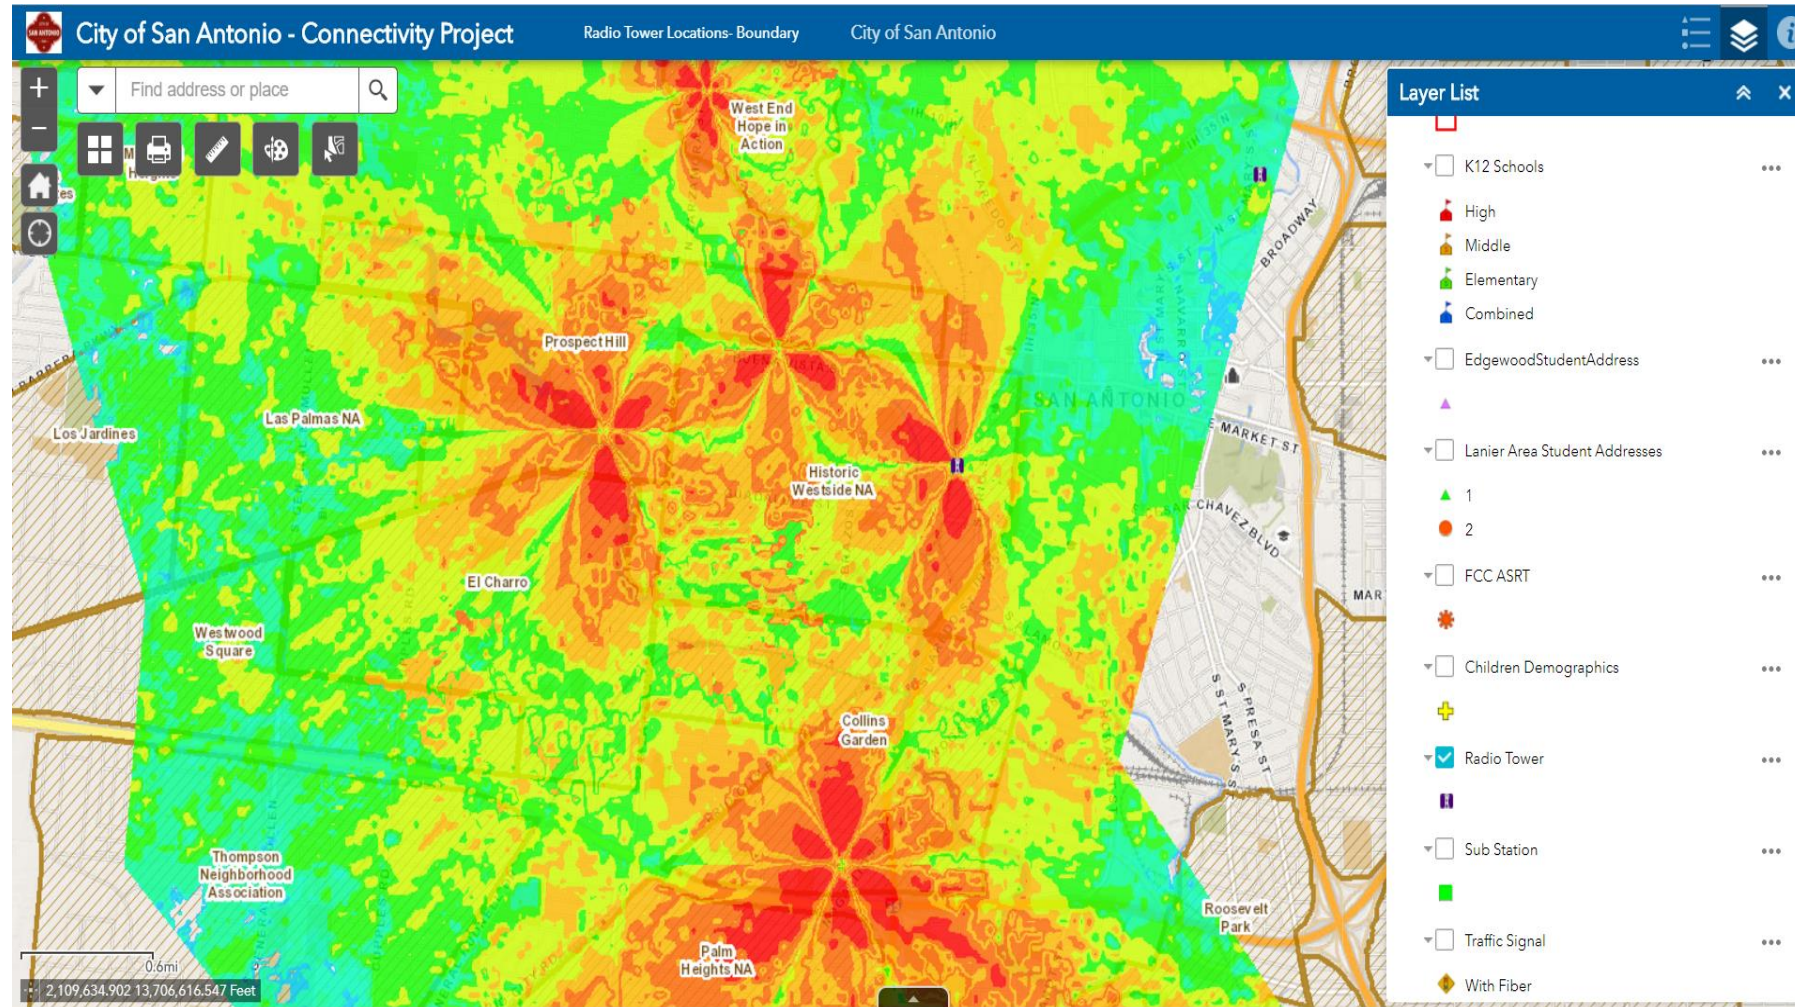 City of San Antonio - Connectivity Project
Radio Tower Locations- Boundary
City of San Antonio
SAN ANTONIO
Find address or place
Layer List
K12 Schools
High
Middle
Elementary
Combined
EdgewoodStudentAddress
Lanier Area Student Addresses
1
2
FCC ASRT
Children Demographics
Radio Tower
Sub Station
Traffic Signal
With Fiber
West End
Hope in
Action
BROADWAY
Prospect Hill
Las Palmas NA
Los Jardines
SAN ANTONIO
E MARKET ST
Historic
Westside NA
SAR CHAVEZ BLVD
El Charro
MAR
Westwood
Square
S ST MARY'S ST
S PRESA ST
Collins
Garden
Thompson
Neighborhood
Association
Roosevelt
Park
Palm
Heights NA
0.6mi
2,109,634.902 13,706,616.547 Feet